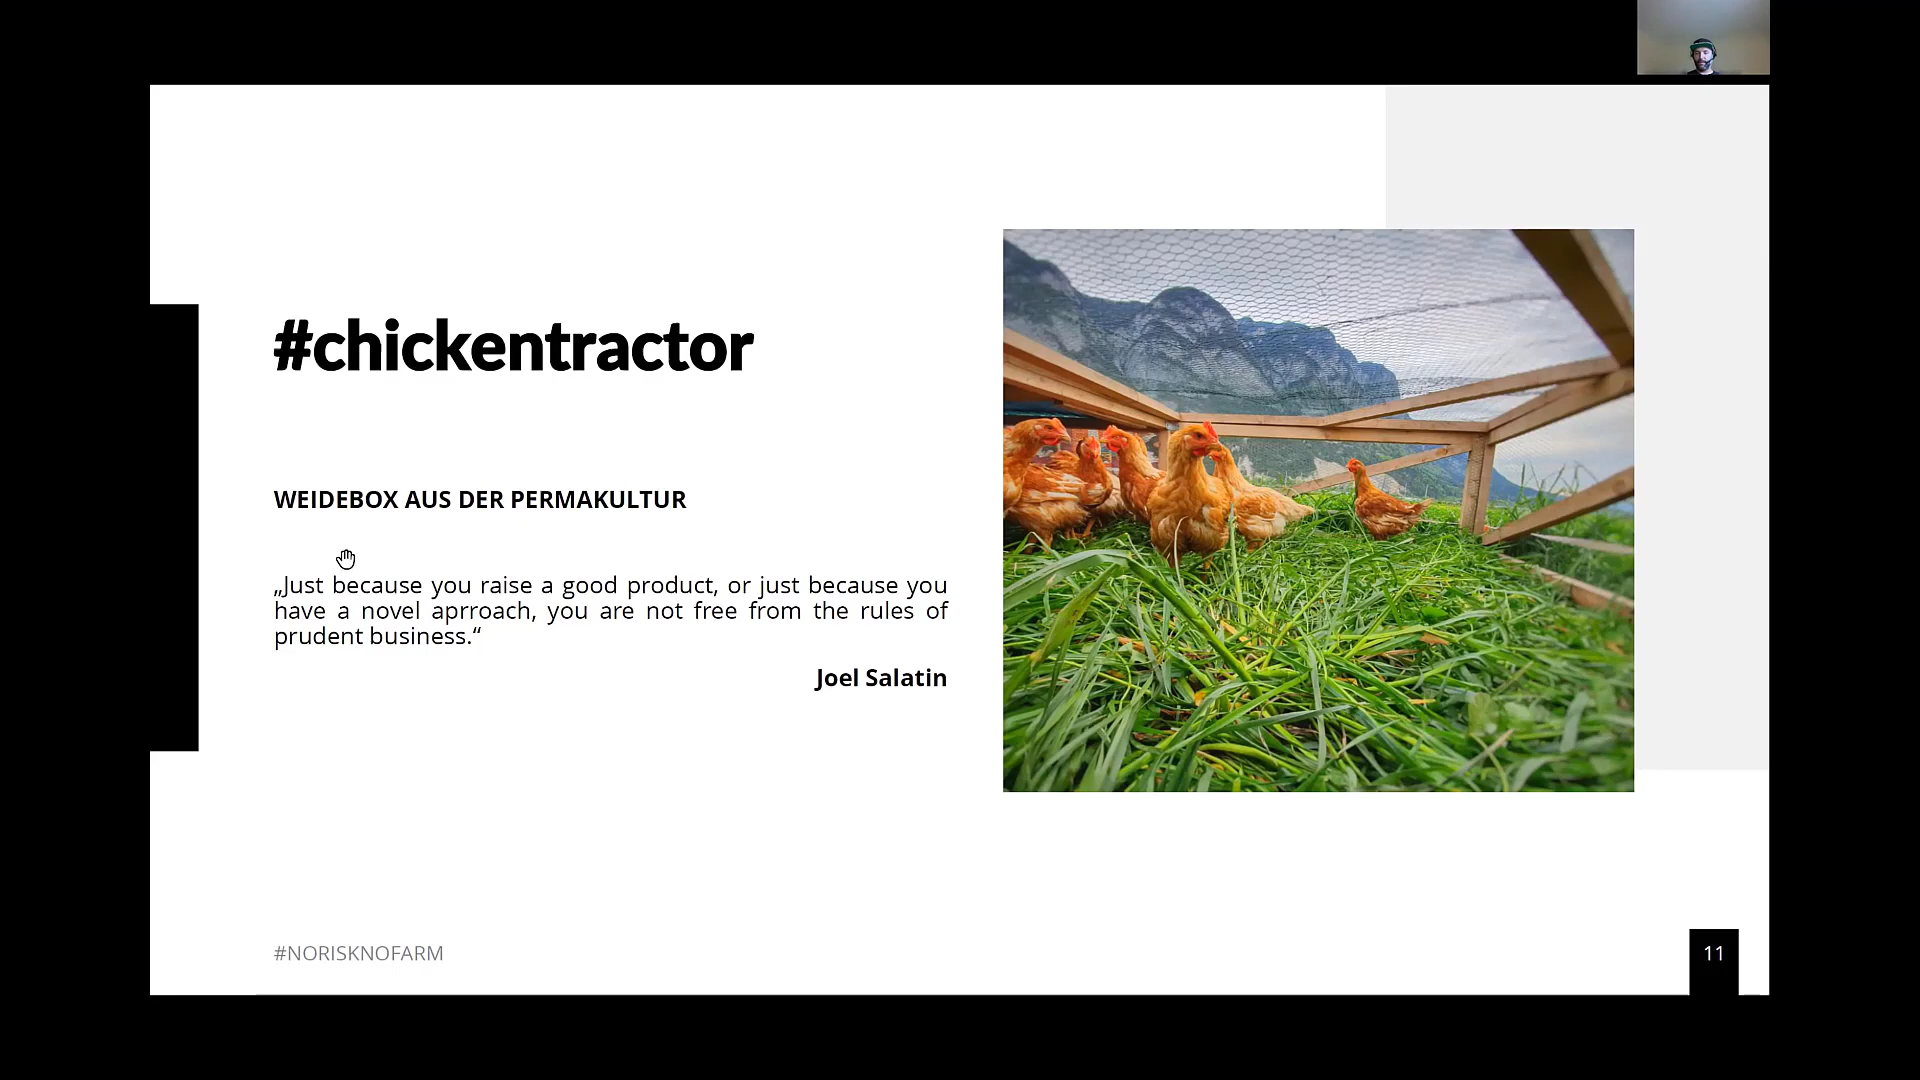 #chickentractor
WEIDEBOX AUS DER PERMAKULTUR
„Just because you raise a good product, or just because you
have a novel aprroach, you are not free from the rules of
prudent business.“
Joel Salatin
#NORISKNOFARM
11